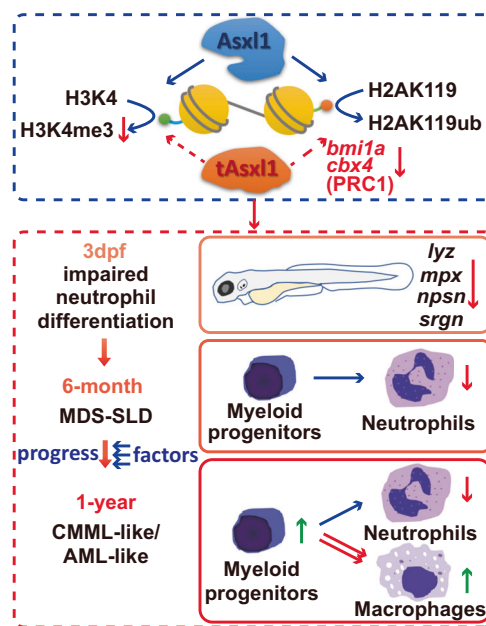 Asxl1
H3K4
H3K4me3
H2AK119
H2AK119ub
tAsxl1
bmi1a
cbx4
(PRC1)
3dpf
impaired
neutrophil
differentiation
lyz
mpx
npsn
srgn
6-month
MDS-SLD
Myeloid
progenitors
Neutrophils
progress
factors
1-year
CMML-like/
AML-like
Myeloid
progenitors
Neutrophils
Macrophages